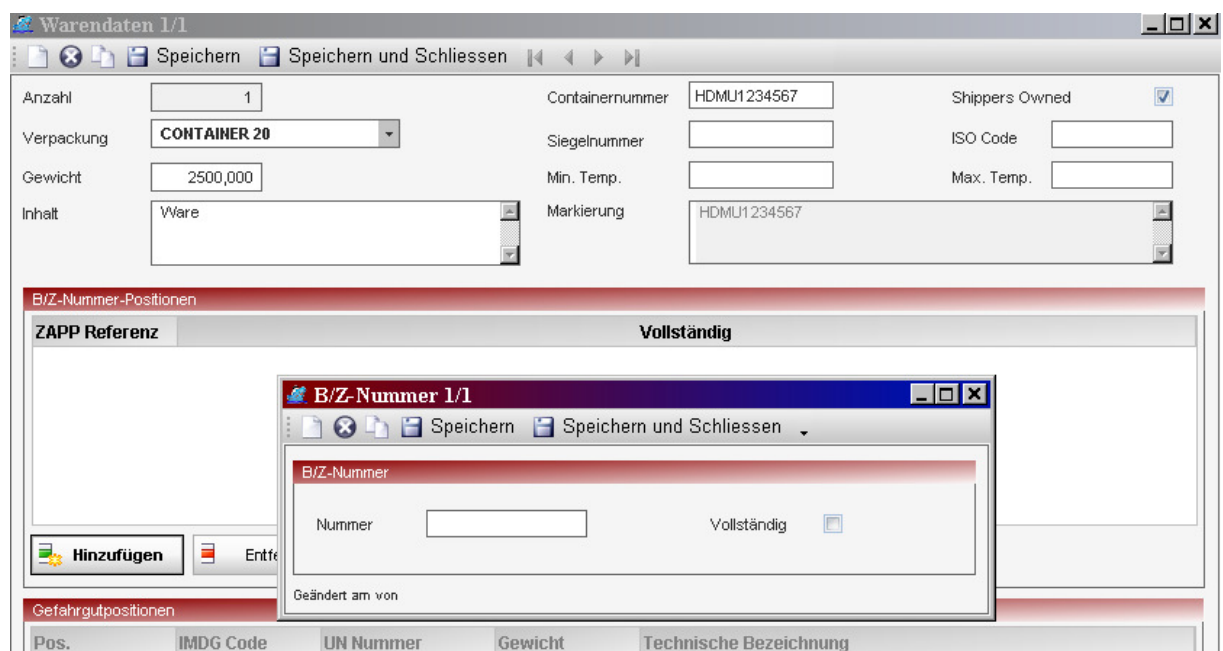 Warendaten 1/1
Speichern Speichern und Schliessen
Anzahl 1 Containernummer HDMU1234567 Shippers Owned
Verpackung CONTAINER 20 Siegelnummer ISO Code
Gewicht 2500,000 Min. Temp. Max. Temp.
Inhalt Ware Markierung HDMU1234567
B/Z-Nummer-Positionen
ZAPP Referenz Vollständig
B/Z-Nummer 1/1
Speichern Speichern und Schliessen
B/Z-Nummer
Nummer Vollständig
Hinzufügen Entfe
Geändert am von
Gefahrgutpositionen
Pos. IMDG Code UN Nummer Gewicht Technische Bezeichnung